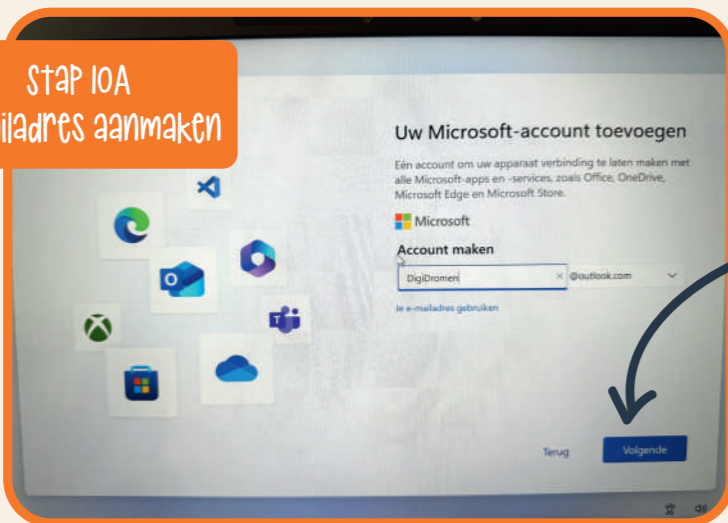 Stap 10A
iladres aanmaken
Uw Microsoft-account toevoegen
Eén account om uw apparaat verbinding te laten maken met
alle Microsoft-apps en -services, zoals Office, OneDrive,
Microsoft Edge en Microsoft Store.
Microsoft
Account maken
DigiDromen @outlook.com
Je e-mailadres gebruiken
Terug Volgende